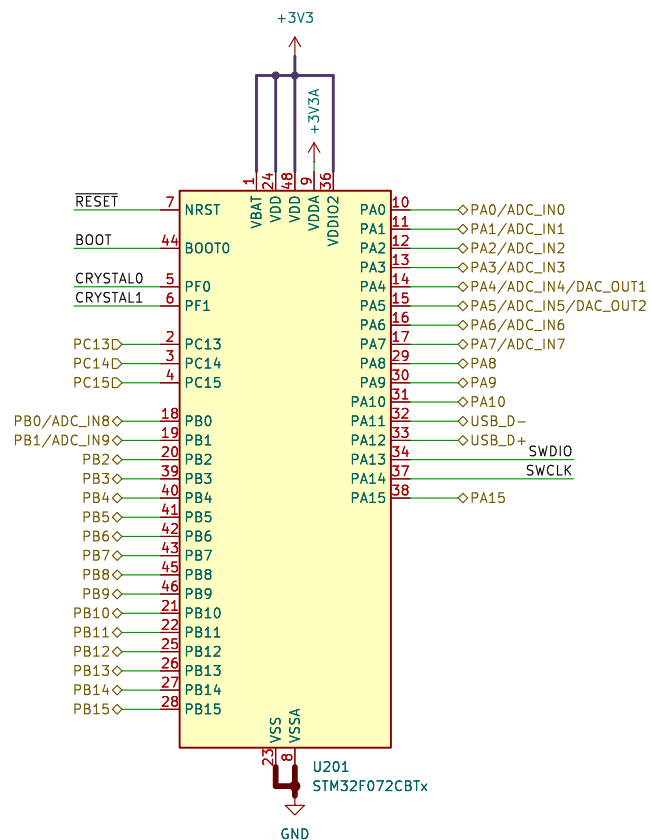 +3V3
+3V3A
1
24
48
9
36
VBAT
VDD
VDD
VDDA
VDDIO2
RESET 7 NRST
BOOT 44 BOOT0
CRYSTAL0 5 PF0
CRYSTAL1 6 PF1
PC13 2 PC13
PC14 3 PC14
PC15 4 PC15
PB0/ADC_IN8 18 PB0
PB1/ADC_IN9 19 PB1
PB2 20 PB2
PB3 39 PB3
PB4 40 PB4
PB5 41 PB5
PB6 42 PB6
PB7 43 PB7
PB8 45 PB8
PB9 46 PB9
PB10 21 PB10
PB11 22 PB11
PB12 25 PB12
PB13 26 PB13
PB14 27 PB14
PB15 28 PB15
PA0 10 PA0/ADC_IN0
PA1 11 PA1/ADC_IN1
PA2 12 PA2/ADC_IN2
PA3 13 PA3/ADC_IN3
PA4 14 PA4/ADC_IN4/DAC_OUT1
PA5 15 PA5/ADC_IN5/DAC_OUT2
PA6 16 PA6/ADC_IN6
PA7 17 PA7/ADC_IN7
PA8 29 PA8
PA9 30 PA9
PA10 31 PA10
PA11 32 USB_D-
PA12 33 USB_D+
PA13 34 SWDIO
PA14 37 SWCLK
PA15 38 PA15
VSS
VSSA
23
8
U201
STM32F072CBTx
GND